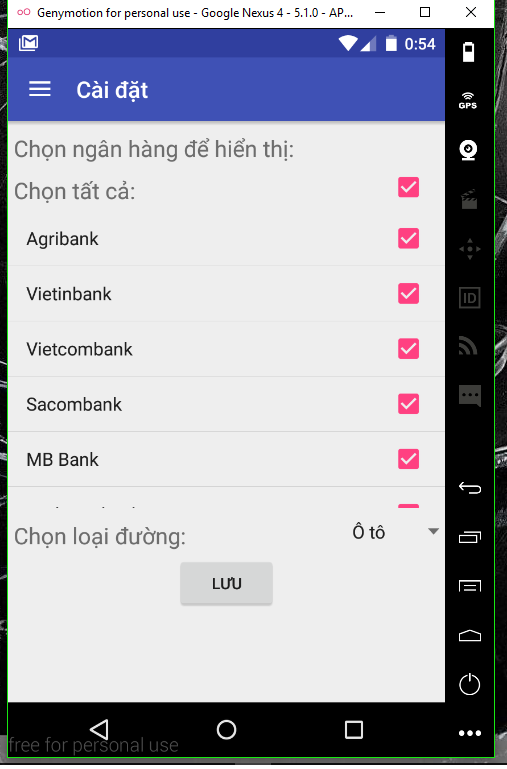 Genymotion for personal use - Google Nexus 4 - 5.1.0 - AP...
0:54
Cài đặt
GPS
Chọn ngân hàng để hiển thị:
Chọn tất cả:
Agribank
Vietinbank
ID
Vietcombank
Sacombank
MB Bank
Chọn loại đường:
Ô tô
LƯU
free for personal use